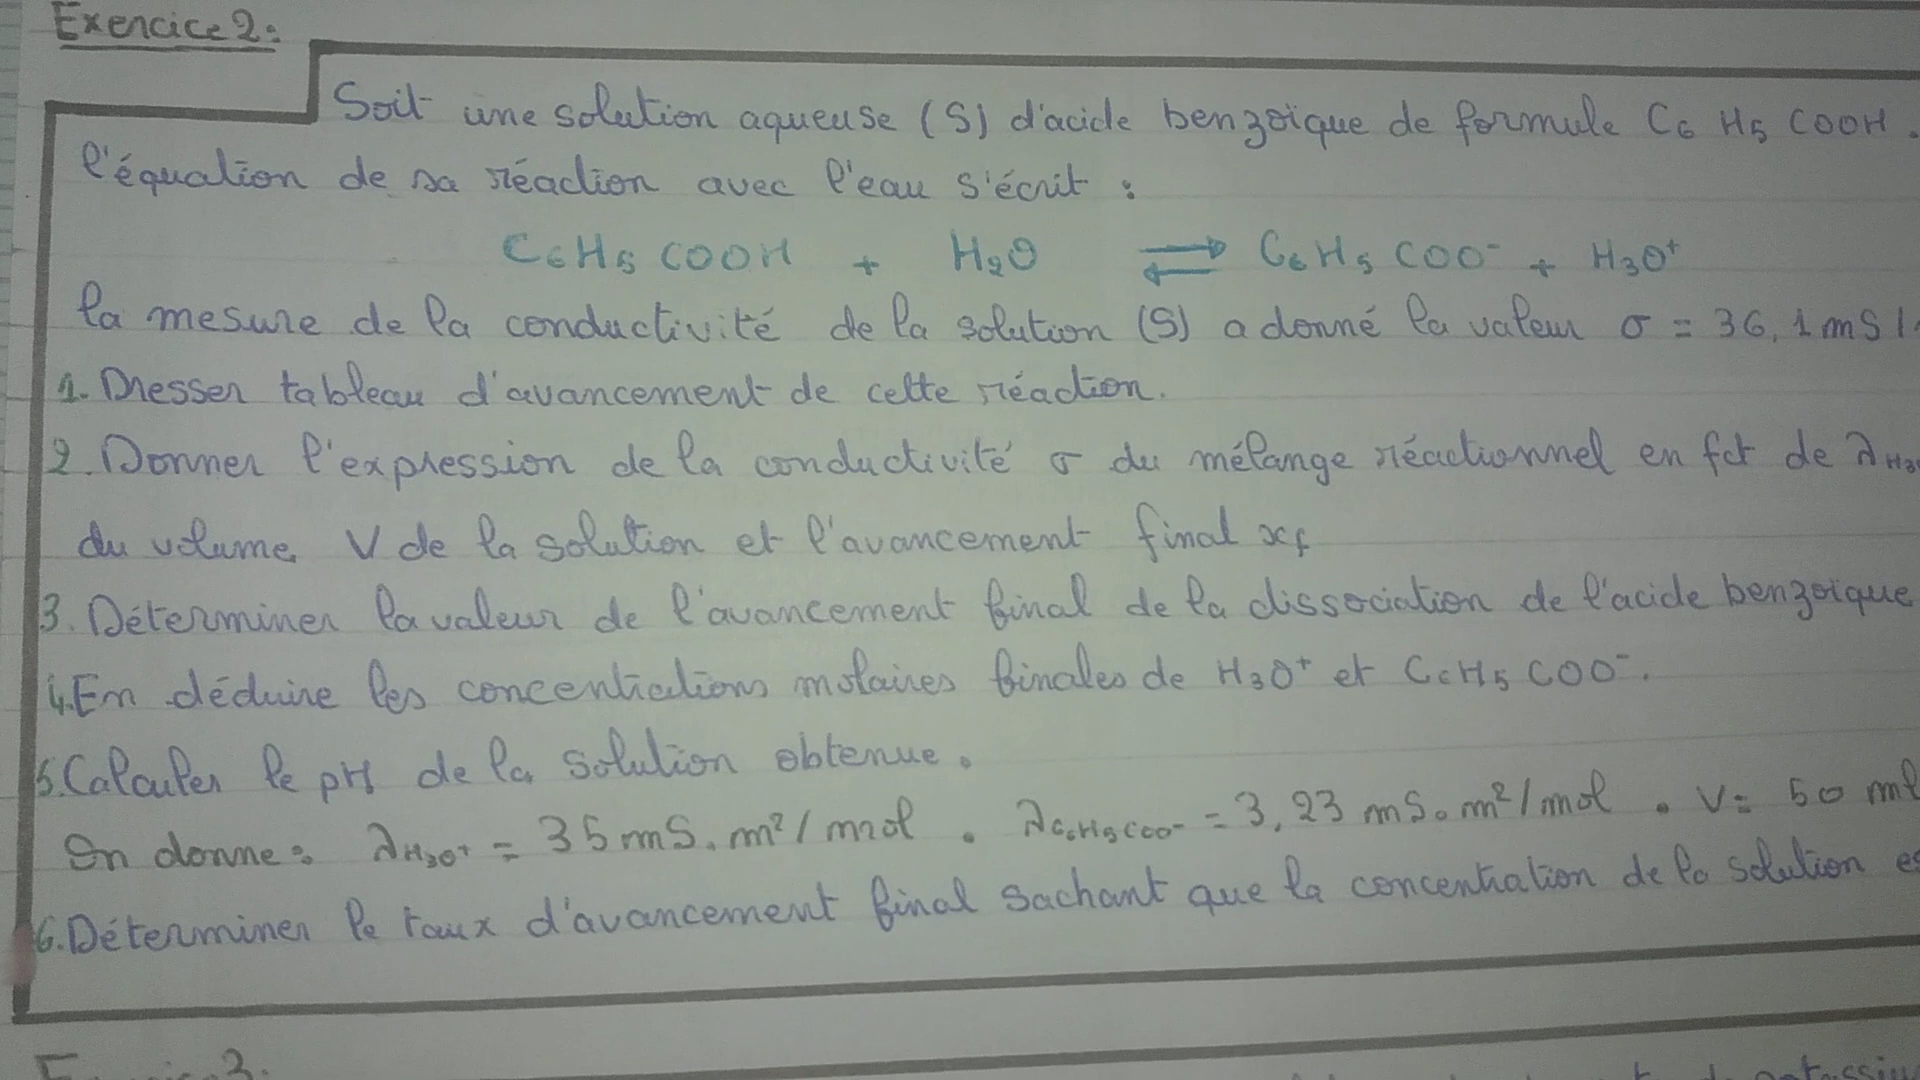 Exercice 2:
Soit une solution aqueuse (S) d'acide benzoïque de formule C6 H5 COOH.
l'équation de sa réaction avec l'eau s'écrit :
C6H5 COOH + H2O ⇌ C6H5 COO- + H3O+
la mesure de la conductivité de la solution (S) a donné la valeur σ = 36,1 mS/
1. Dresser tableau d'avancement de cette réaction.
2. Donner l'expression de la conductivité σ du mélange réactionnel en fct de λH3
du volume V de la solution et l'avancement final xf
3. Déterminer la valeur de l'avancement final de la dissociation de l'acide benzoïque
4. En déduire les concentrations molaires finales de H3O+ et C6H5 COO-.
5. Calculer le pH de la solution obtenue.
On donne : λH3O+ = 35 mS.m²/mol . λC6H5COO- = 3,23 mS.m²/mol . V= 50 ml
6. Déterminer le taux d'avancement final sachant que la concentration de la solution es